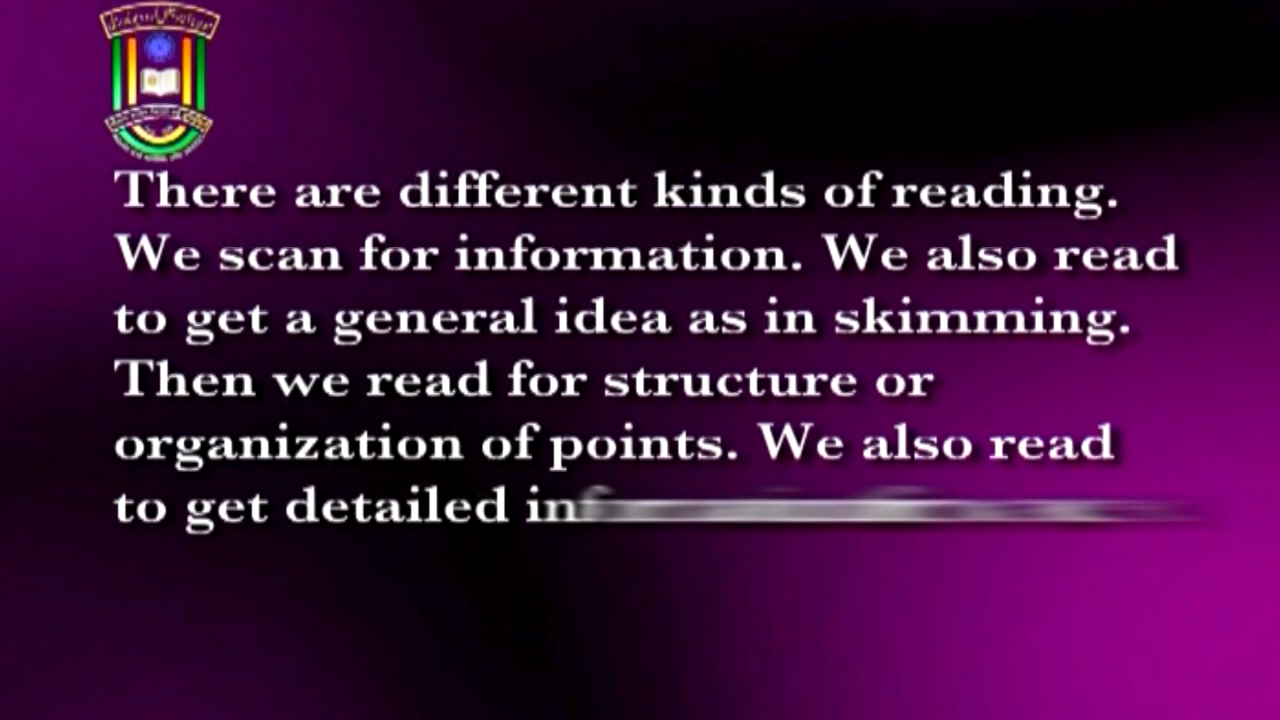 There are different kinds of reading.
We scan for information. We also read
to get a general idea as in skimming.
Then we read for structure or
organization of points. We also read
to get detailed